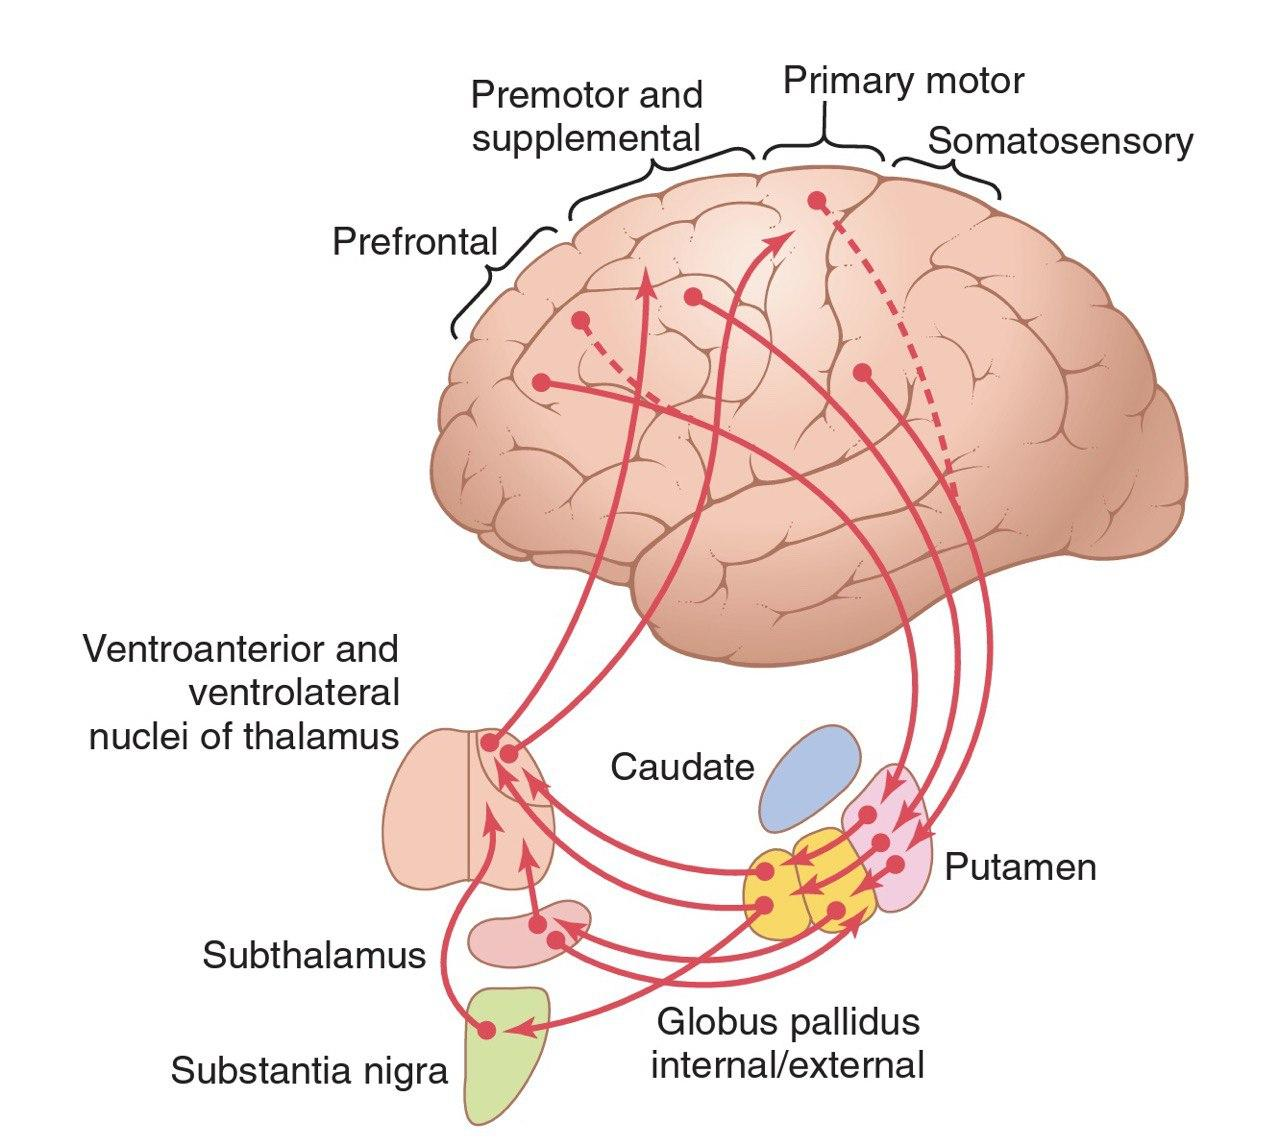 Primary motor
Premotor and
supplemental
Somatosensory
Prefrontal
Ventroanterior and
ventrolateral
nuclei of thalamus
Caudate
Putamen
Subthalamus
Globus pallidus
internal/external
Substantia nigra